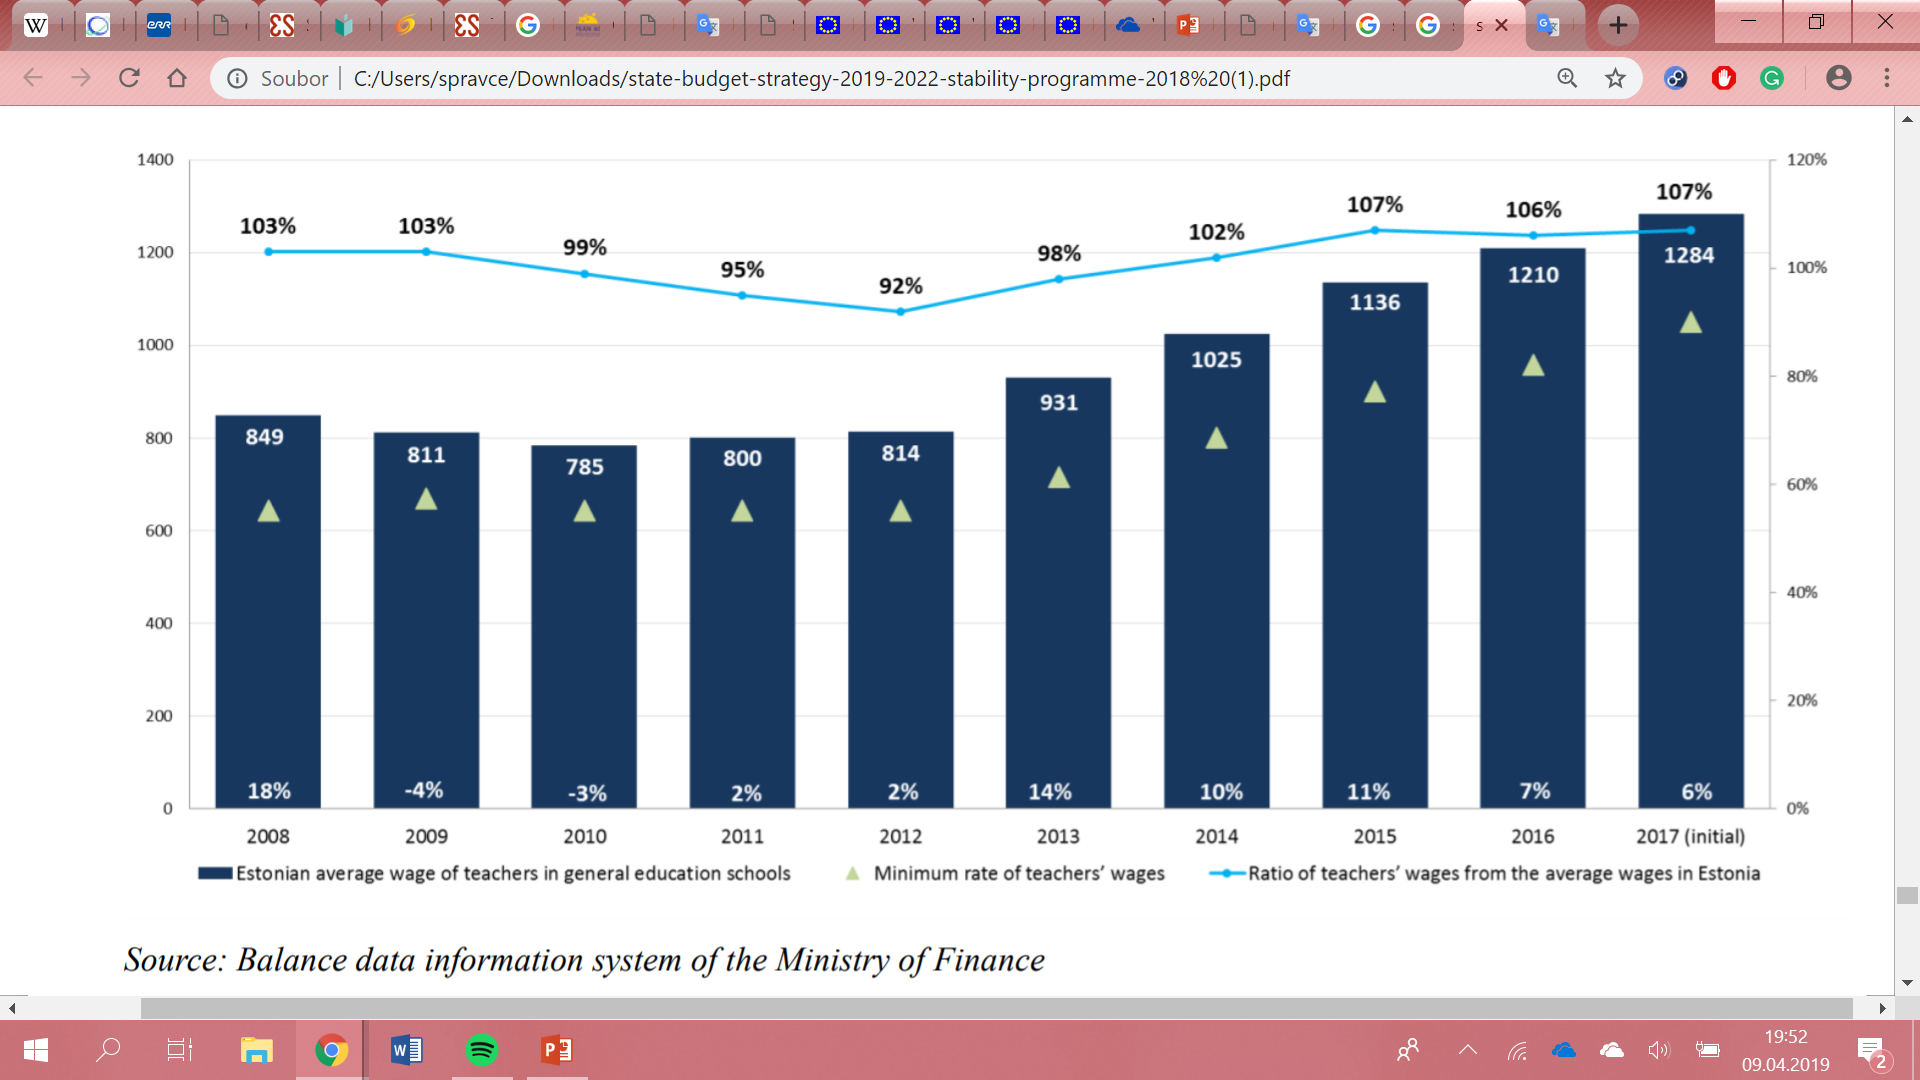 Soubor C:/Users/spravce/Downloads/state-budget-strategy-2019-2022-stability-programme-2018%20(1).pdf
1400 120%
103% 103% 99% 95% 92% 98% 102% 107% 106% 107%
1200 100%
1000 80%
800 60%
600 40%
400 20%
200 0%
0
849 811 785 800 814 931 1025 1136 1210 1284
18% -4% -3% 2% 2% 14% 10% 11% 7% 6%
2008 2009 2010 2011 2012 2013 2014 2015 2016 2017 (initial)
Estonian average wage of teachers in general education schools Minimum rate of teachers’ wages Ratio of teachers’ wages from the average wages in Estonia
Source: Balance data information system of the Ministry of Finance
19:52
09.04.2019
2